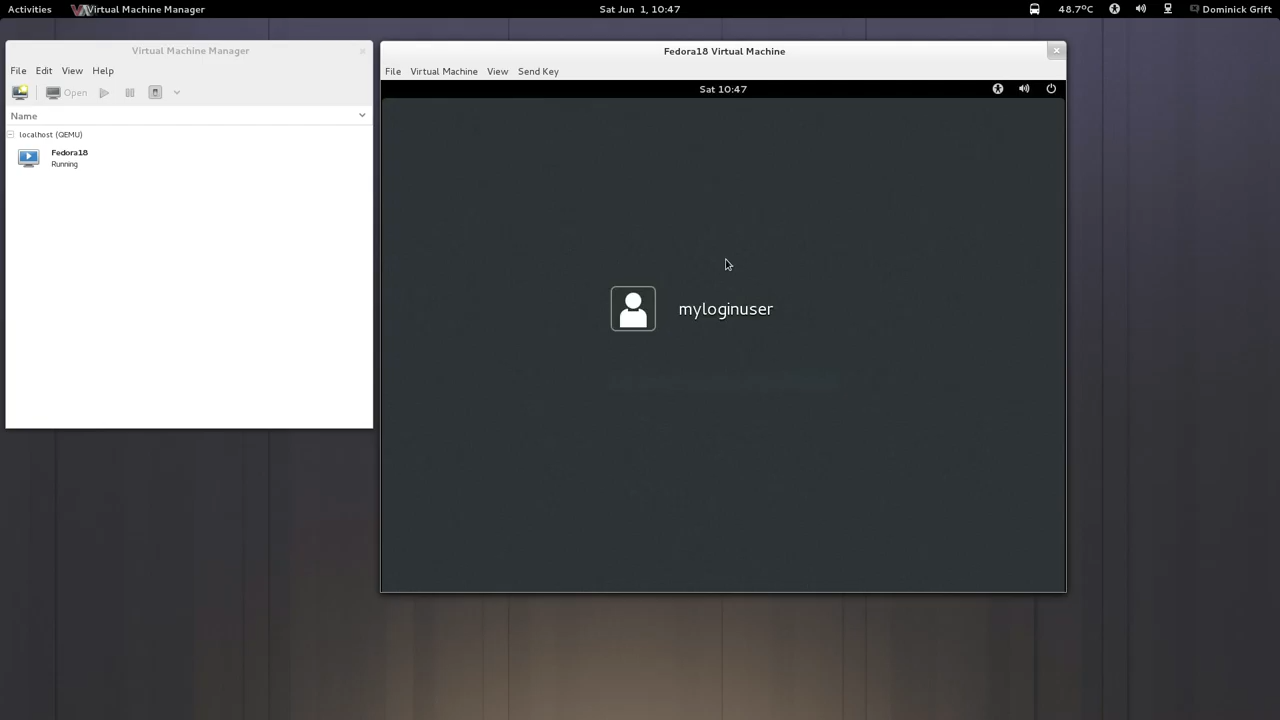 Activities Virtual Machine Manager Sat Jun 1, 10:47 48.7ºC Dominick Grift
Virtual Machine Manager
File Edit View Help
Open
Name
localhost (QEMU)
Fedora18
Running
Fedora18 Virtual Machine
File Virtual Machine View Send Key
Sat 10:47
myloginuser